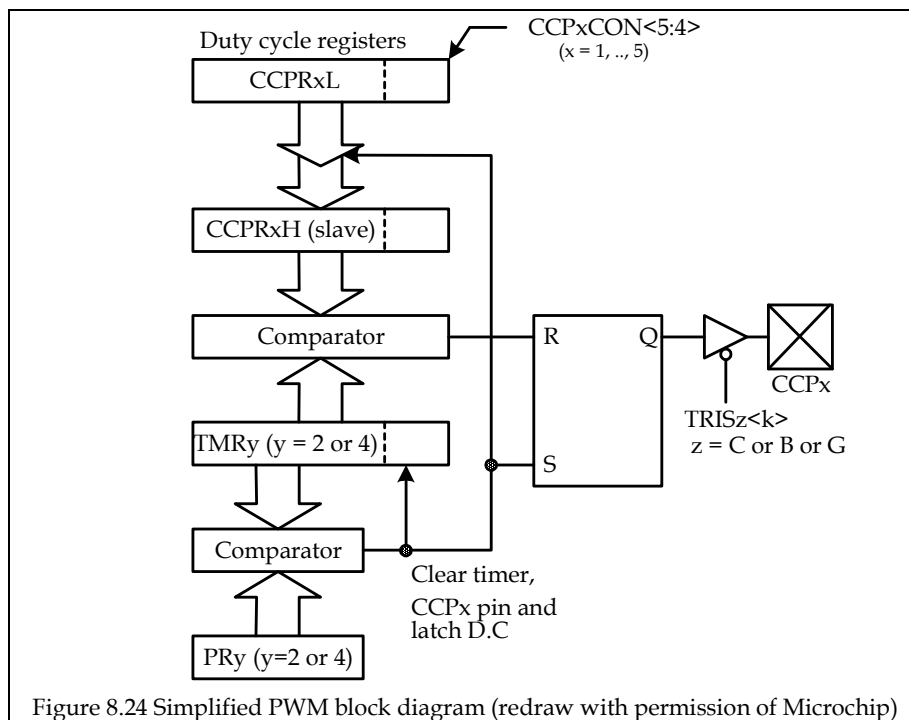 Duty cycle registers
CCPxCON<5:4>
(x = 1, .., 5)
CCPRxL
CCPRxH (slave)
Comparator
R
Q
CCPx
TRISz<k>
z = C or B or G
TMRy (y = 2 or 4)
S
Comparator
Clear timer,
CCPx pin and
latch D.C
PRy (y=2 or 4)
Figure 8.24 Simplified PWM block diagram (redraw with permission of Microchip)